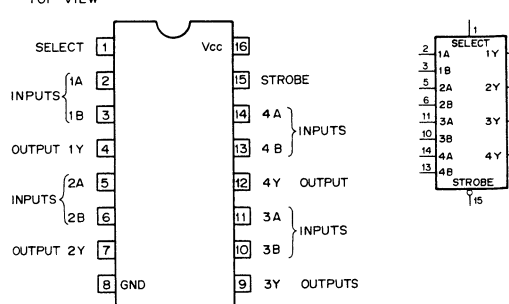 TOP VIEW
SELECT 1 Vcc 16
1A 2 15 STROBE
INPUTS
1B 3 14 4A
INPUTS
OUTPUT 1Y 4 13 4B
2A 5 12 4Y OUTPUT
INPUTS
2B 6 11 3A
INPUTS
OUTPUT 2Y 7 10 3B
8 GND 9 3Y OUTPUTS
1
SELECT
2 1A 1Y
3 1B
5 2A 2Y
6 2B
11 3A 3Y
10 3B
14 4A 4Y
13 4B
STROBE
15